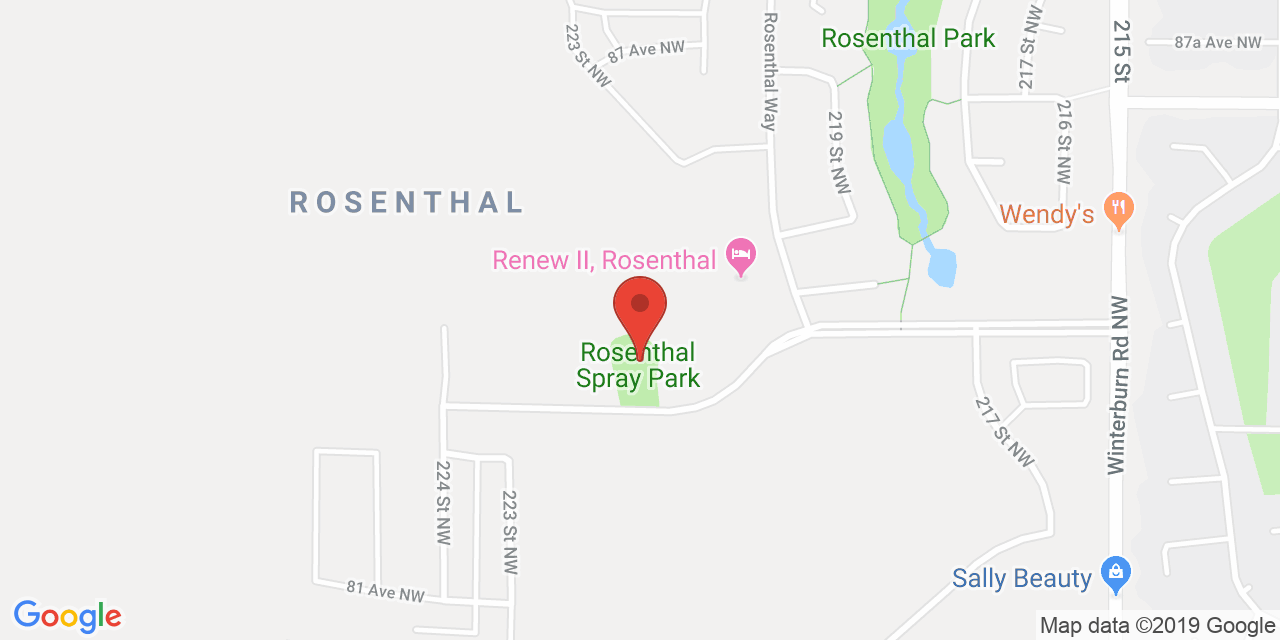 Rosenthal Park
215 St
87a Ave NW
223 St NW
87 Ave NW
Rosenthal Way
217 St NW
219 St NW
216 St NW
ROSENTHAL
Wendy's
Renew II, Rosenthal
Rosenthal
Spray Park
Winterburn Rd NW
217 St NW
224 St NW
223 St NW
81 Ave NW
Sally Beauty
Google
Map data ©2019 Google